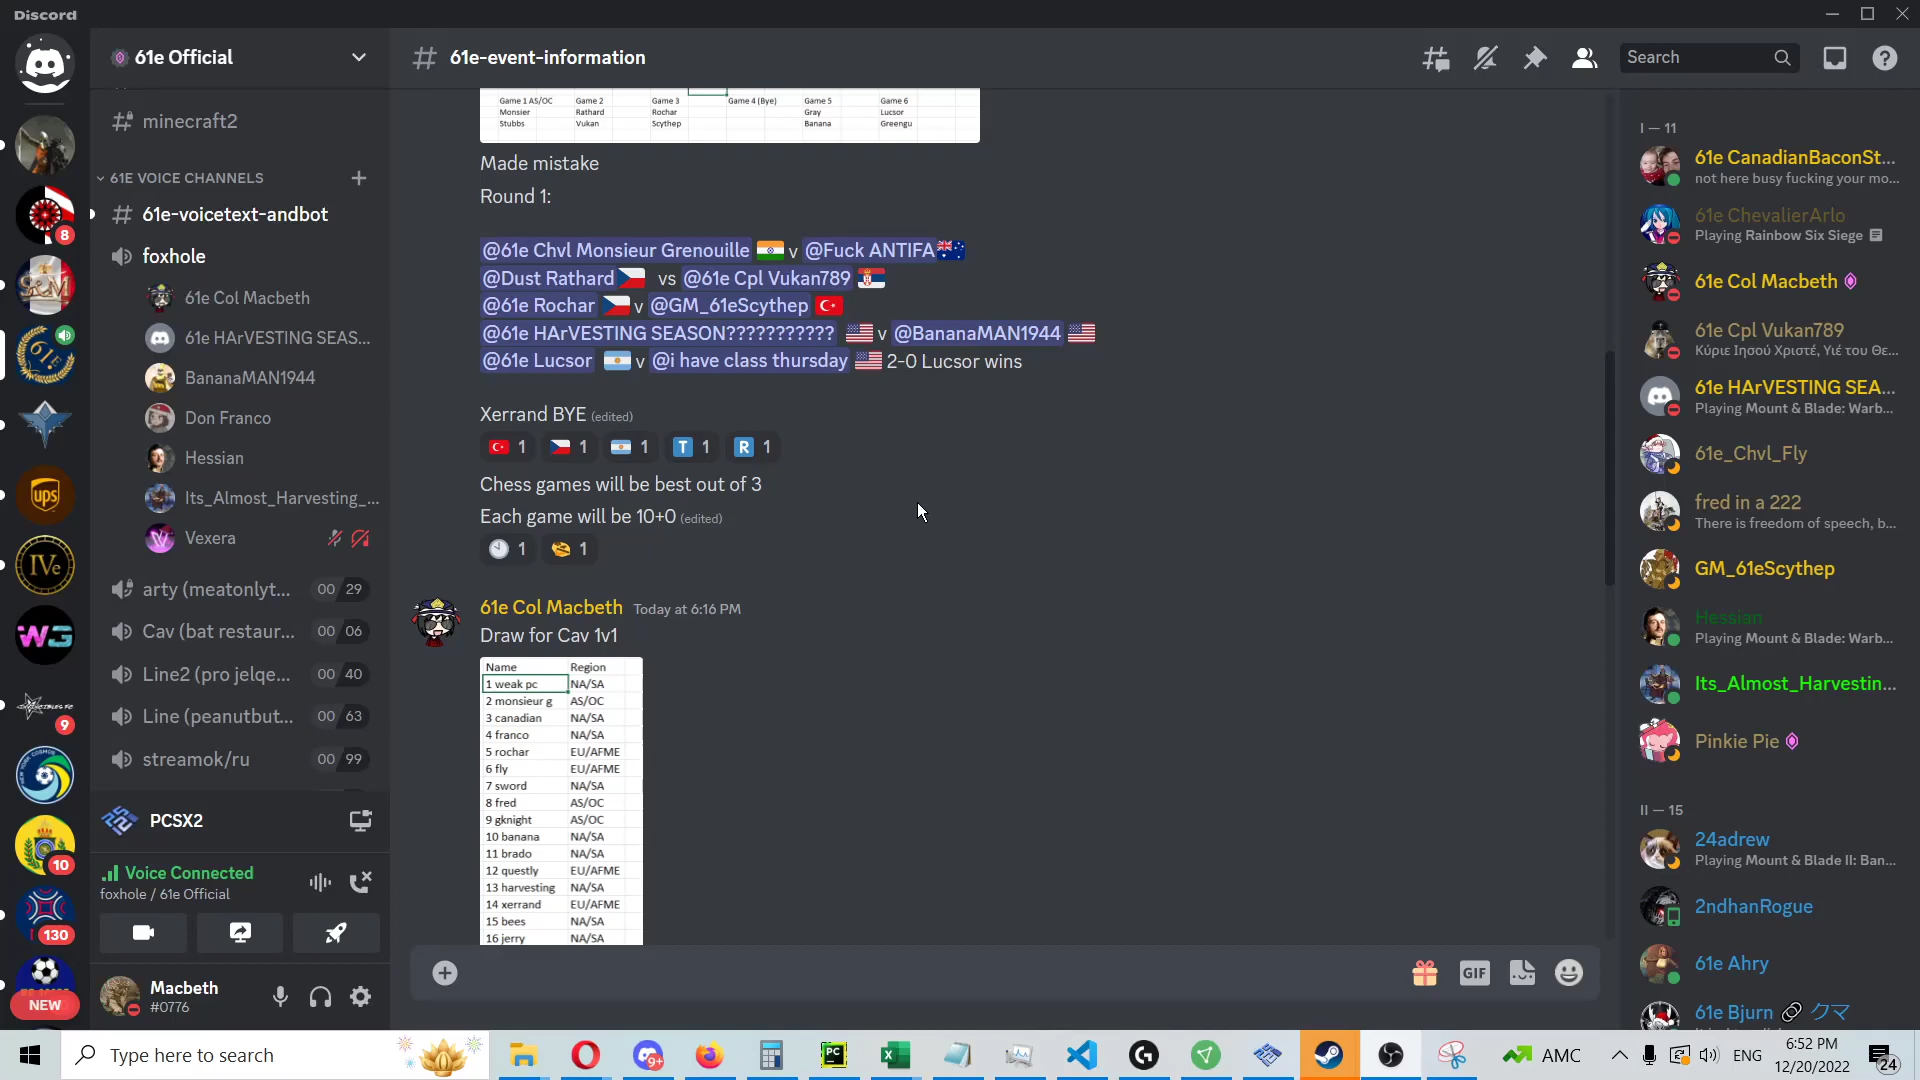 Discord
61e Official
61e-event-information
Search
minecraft2
61E VOICE CHANNELS
61e-voicetext-andbot
foxhole
61e Col Macbeth
61e HArVESTING SEAS...
BananaMAN1944
Don Franco
Hessian
Its_Almost_Harvesting_...
Vexera
arty (meatonlyt... 00 29
Cav (bat restaur... 00 06
Line2 (pro jelqe... 00 40
Line (peanutbut... 00 63
streamok/ru 00 99
PCSX2
Voice Connected
foxhole / 61e Official
Macbeth
#0776
8
61e
ups
IVe
W3
9
10
130
NEW
Game 1 AS/OC Game 2 Game 3 Game 4 (Bye) Game 5 Game 6
Monsier Rathard Rochar Gray Lucsor
Stubbs Vukan Scythep Banana Greengu
Made mistake
Round 1:
@61e Chvl Monsieur Grenouille v @Fuck ANTIFA
@Dust Rathard vs @61e Cpl Vukan789
@61e Rochar v @GM_61eScythep
@61e HArVESTING SEASON??????????? v @BananaMAN1944
@61e Lucsor v @i have class thursday 2-0 Lucsor wins
Xerrand BYE (edited)
1 1 1 T 1 R 1
Chess games will be best out of 3
Each game will be 10+0 (edited)
1 1
61e Col Macbeth Today at 6:16 PM
Draw for Cav 1v1
Name Region
1 weak pc NA/SA
2 monsieur g AS/OC
3 canadian NA/SA
4 franco NA/SA
5 rochar EU/AFME
6 fly EU/AFME
7 sword NA/SA
8 fred AS/OC
9 gknight AS/OC
10 banana NA/SA
11 brado NA/SA
12 questly EU/AFME
13 harvesting NA/SA
14 xerrand EU/AFME
15 bees NA/SA
16 jerry NA/SA
GIF
I — 11
61e CanadianBaconSt...
not here busy fucking your mo...
61e ChevalierArlo
Playing Rainbow Six Siege
61e Col Macbeth
61e Cpl Vukan789
Κύριε Ιησού Χριστέ, Υιέ του Θε...
61e HArVESTING SEA...
Playing Mount & Blade: Warb...
61e_Chvl_Fly
fred in a 222
There is freedom of speech, b...
GM_61eScythep
Hessian
Playing Mount & Blade: Warb...
Its_Almost_Harvestin...
Pinkie Pie
II — 15
24adrew
Playing Mount & Blade II: Ban...
2ndhanRogue
61e Ahry
61e Bjurn クマ
Type here to search
9+
PC
AMC
ENG
6:52 PM
12/20/2022
24